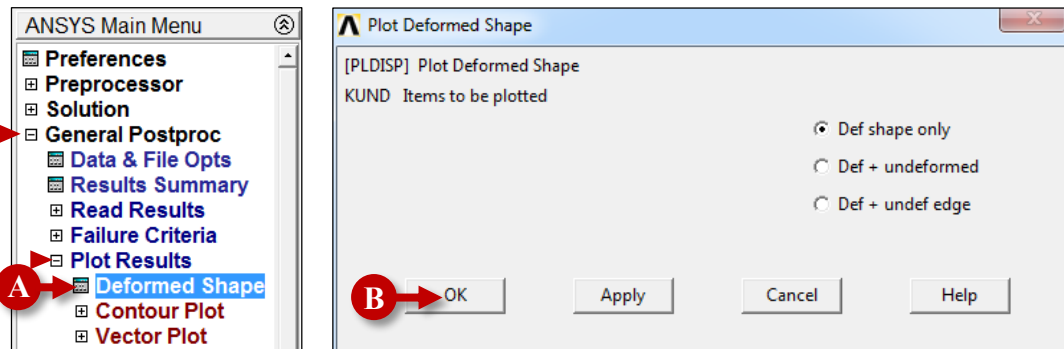 ANSYS Main Menu
Preferences
Preprocessor
Solution
General Postproc
Data & File Opts
Results Summary
Read Results
Failure Criteria
Plot Results
A Deformed Shape
Contour Plot
Vector Plot
Plot Deformed Shape
[PLDISP] Plot Deformed Shape
KUND Items to be plotted
Def shape only
Def + undeformed
Def + undef edge
B OK Apply Cancel Help